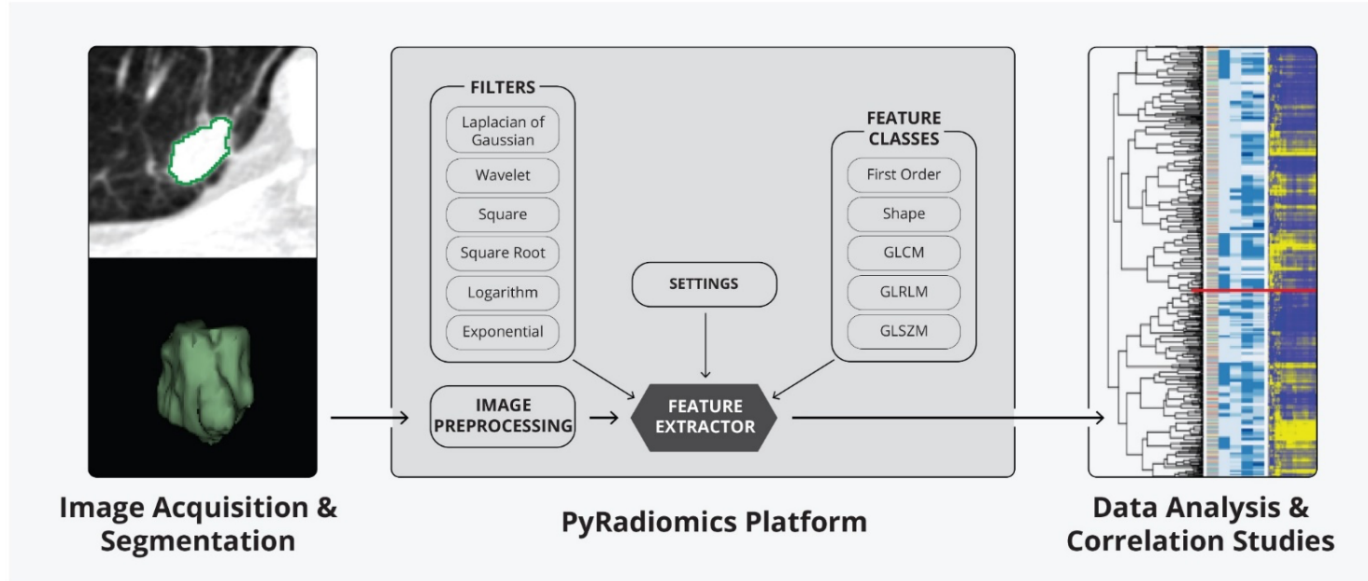 FILTERS
Laplacian of
Gaussian
Wavelet
Square
Square Root
Logarithm
Exponential
IMAGE
PREPROCESSING
SETTINGS
FEATURE
EXTRACTOR
FEATURE
CLASSES
First Order
Shape
GLCM
GLRLM
GLSZM
Image Acquisition &
Segmentation
PyRadiomics Platform
Data Analysis &
Correlation Studies